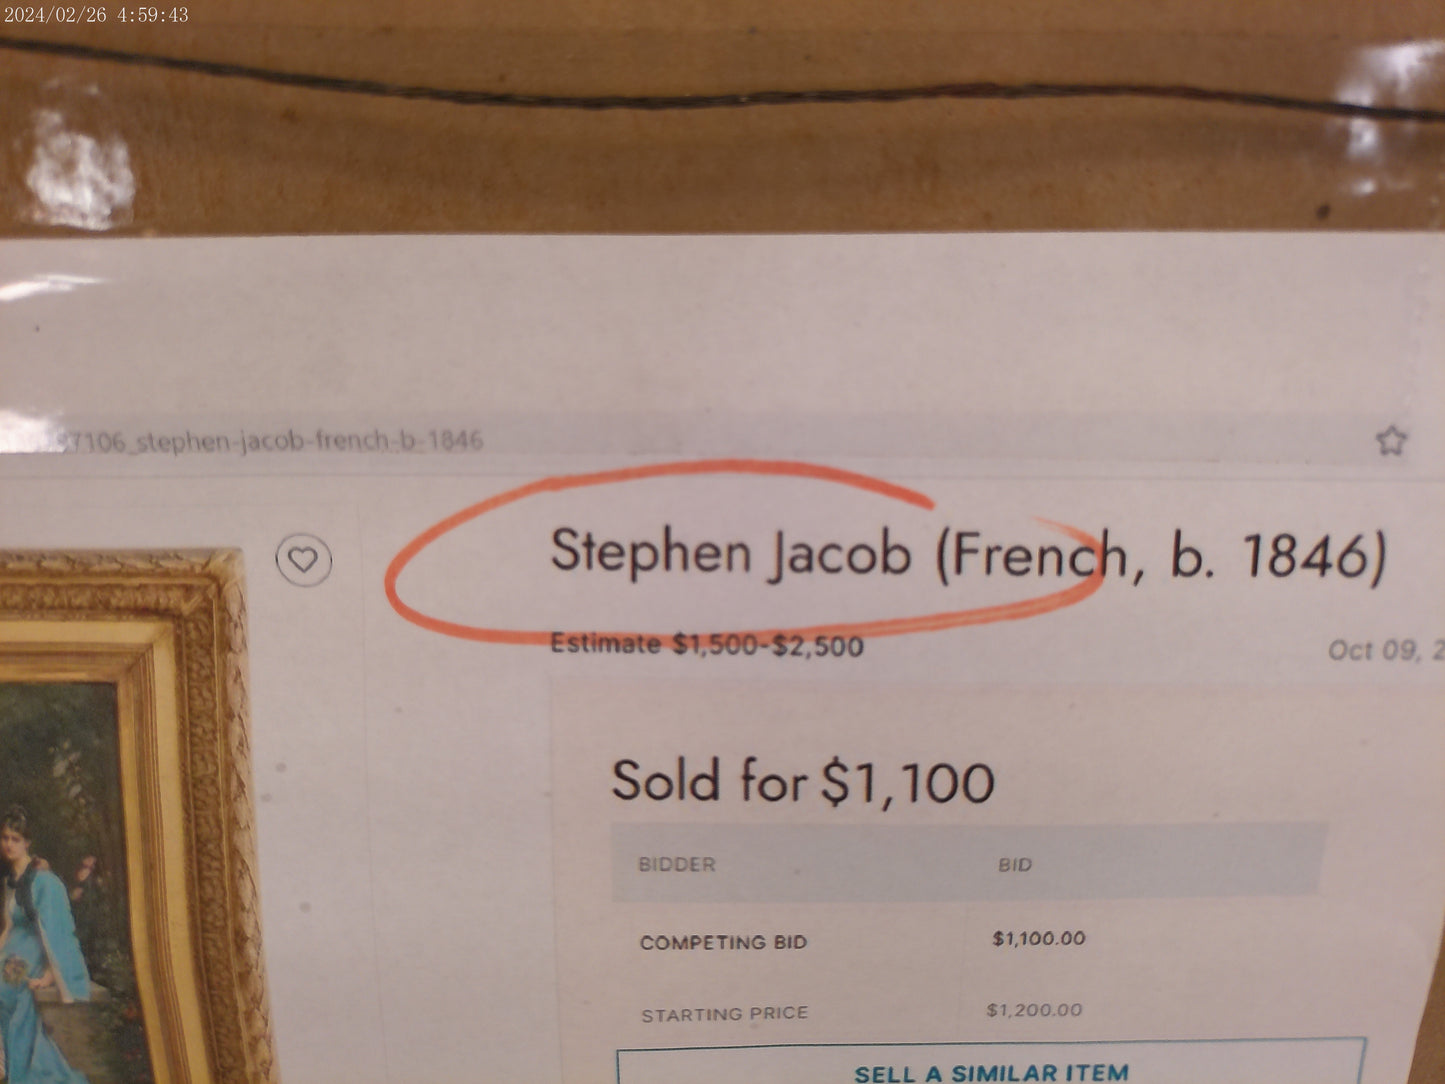 2024/02/26 4:59:43
7106_stephen-jacob-french-b-1846
Stephen Jacob (French, b. 1846)
Estimate $1,500-$2,500
Oct 09, 2
Sold for $1,100
BIDDER BID
COMPETING BID $1,100.00
STARTING PRICE $1,200.00
SELL A SIMILAR ITEM